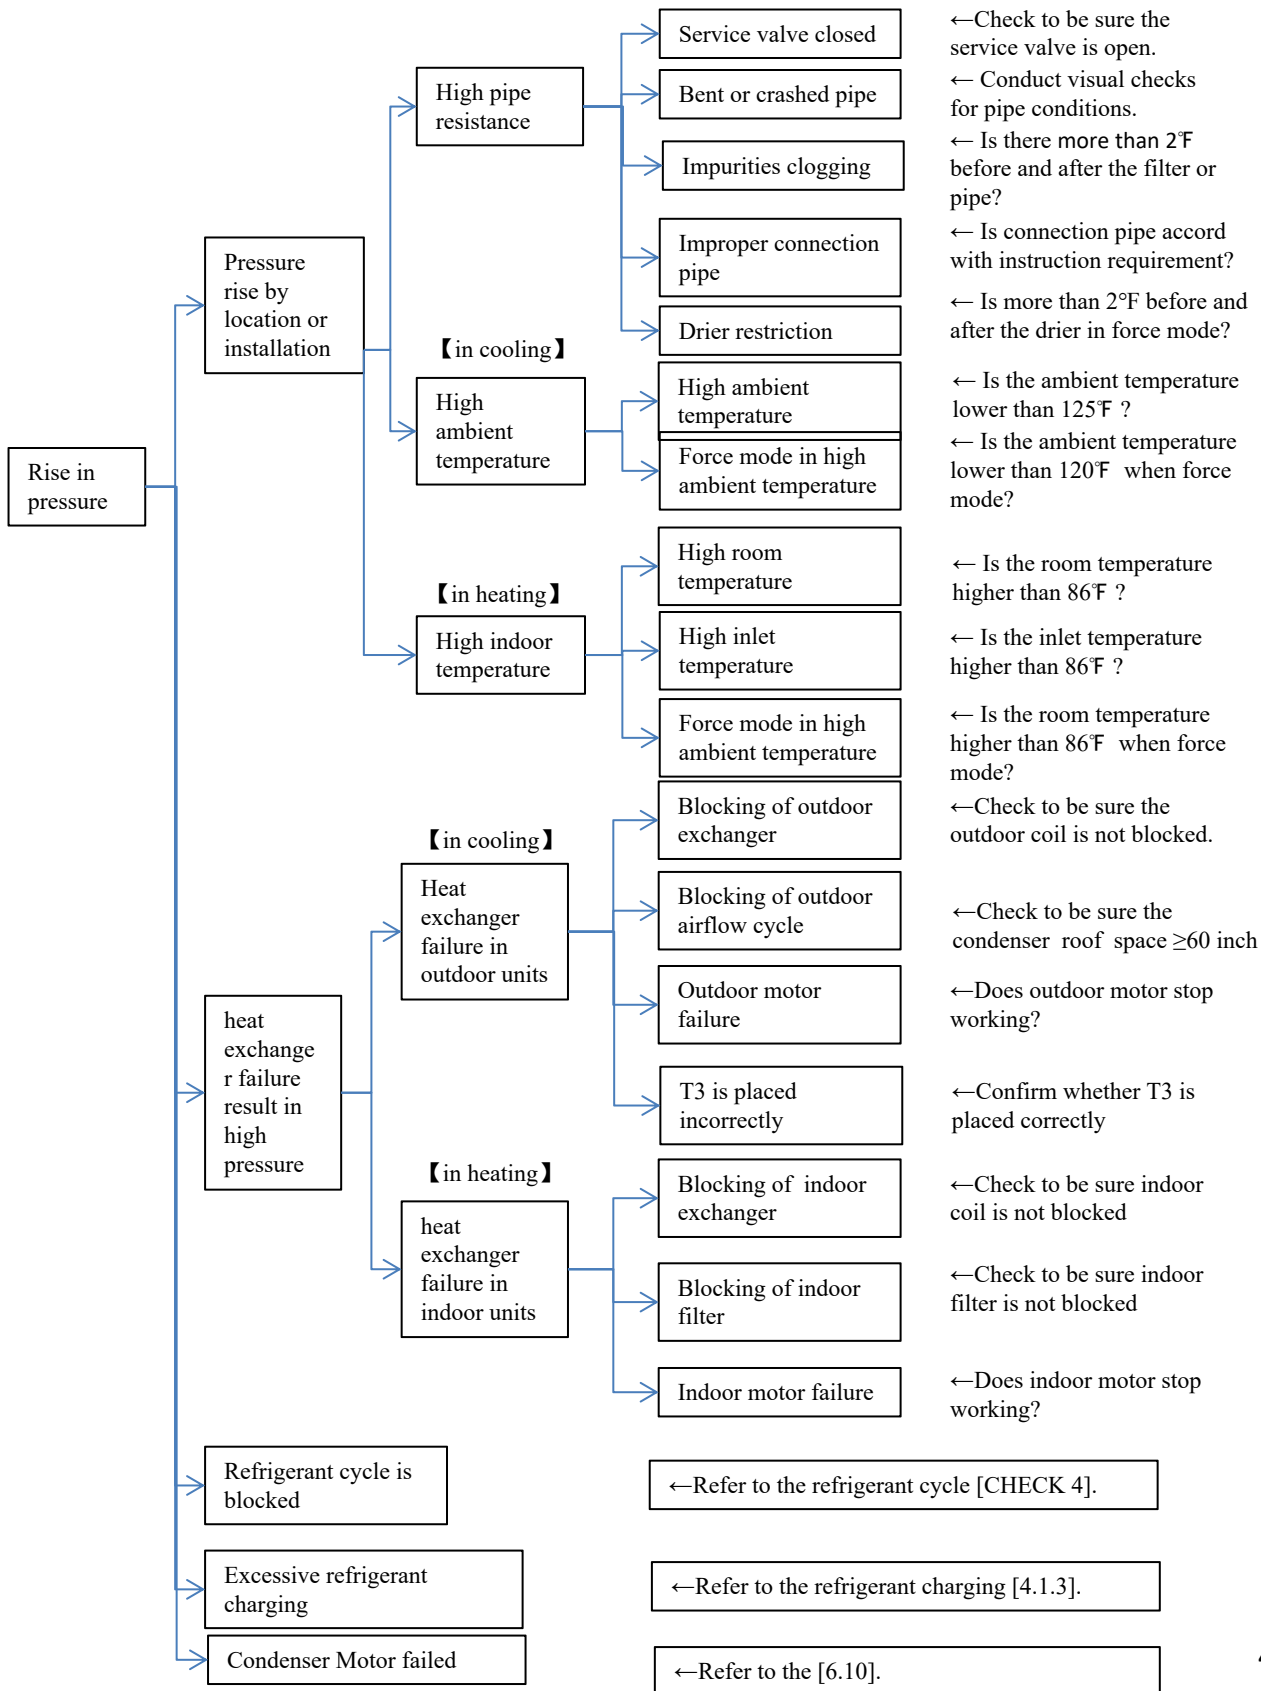 Rise in
pressure
Pressure
rise by
location or
installation
High pipe
resistance
Service valve closed
←Check to be sure the
service valve is open.
Bent or crashed pipe
← Conduct visual checks
for pipe conditions.
Impurities clogging
← Is there more than 2℉
before and after the filter or
pipe?
Improper connection
pipe
← Is connection pipe accord
with instruction requirement?
Drier restriction
← Is more than 2°F before and
after the drier in force mode?
【in cooling】
High
ambient
temperature
High ambient
temperature
← Is the ambient temperature
lower than 125℉ ?
Force mode in high
ambient temperature
← Is the ambient temperature
lower than 120℉ when force
mode?
【in heating】
High indoor
temperature
High room
temperature
← Is the room temperature
higher than 86℉ ?
High inlet
temperature
← Is the inlet temperature
higher than 86℉ ?
Force mode in high
ambient temperature
← Is the room temperature
higher than 86℉ when force
mode?
heat
exchange
r failure
result in
high
pressure
【in cooling】
Heat
exchanger
failure in
outdoor units
Blocking of outdoor
exchanger
←Check to be sure the
outdoor coil is not blocked.
Blocking of outdoor
airflow cycle
←Check to be sure the
condenser roof space ≥60 inch
Outdoor motor
failure
←Does outdoor motor stop
working?
T3 is placed
incorrectly
←Confirm whether T3 is
placed correctly
【in heating】
heat
exchanger
failure in
indoor units
Blocking of indoor
exchanger
←Check to be sure indoor
coil is not blocked
Blocking of indoor
filter
←Check to be sure indoor
filter is not blocked
Indoor motor failure
←Does indoor motor stop
working?
Refrigerant cycle is
blocked
←Refer to the refrigerant cycle [CHECK 4].
Excessive refrigerant
charging
←Refer to the refrigerant charging [4.1.3].
Condenser Motor failed
←Refer to the [6.10].